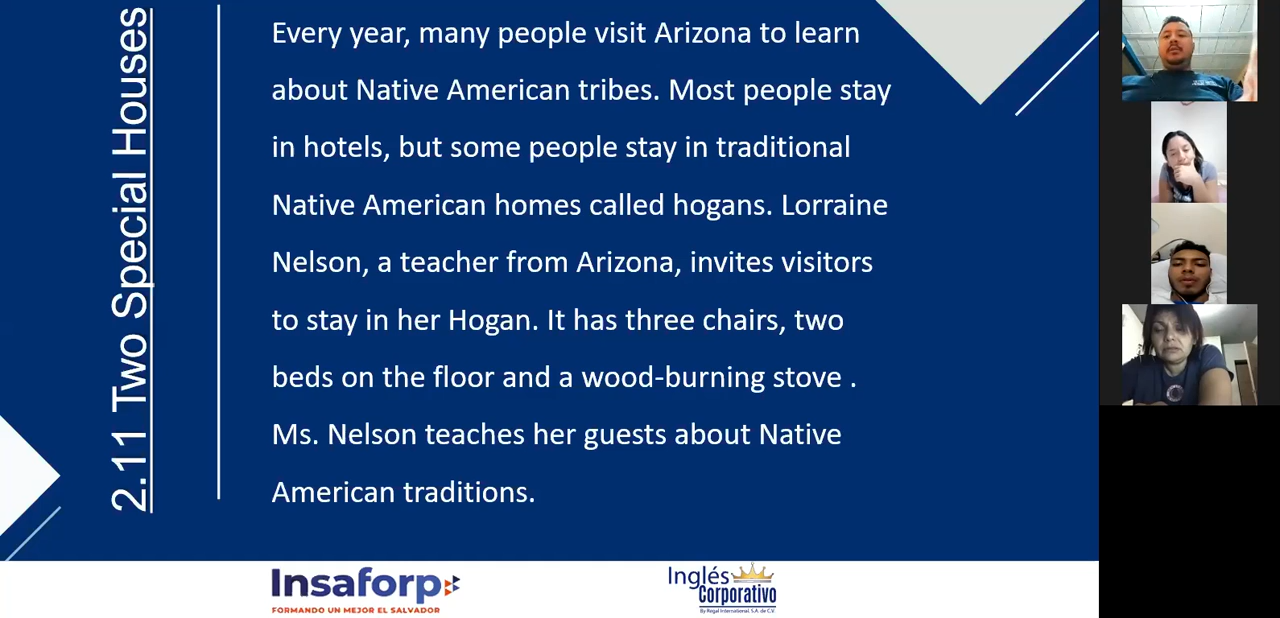 2.11 Two Special Houses
Every year, many people visit Arizona to learn
about Native American tribes. Most people stay
in hotels, but some people stay in traditional
Native American homes called hogans. Lorraine
Nelson, a teacher from Arizona, invites visitors
to stay in her Hogan. It has three chairs, two
beds on the floor and a wood-burning stove .
Ms. Nelson teaches her guests about Native
American traditions.
Insaforp
FORMANDO UN MEJOR EL SALVADOR
Inglés
Corporativo
By Regal International, S.A. de C.V.